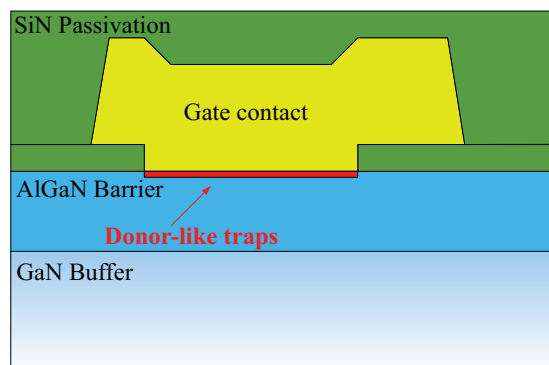 SiN Passivation
Gate contact
AlGaN Barrier
Donor-like traps
GaN Buffer